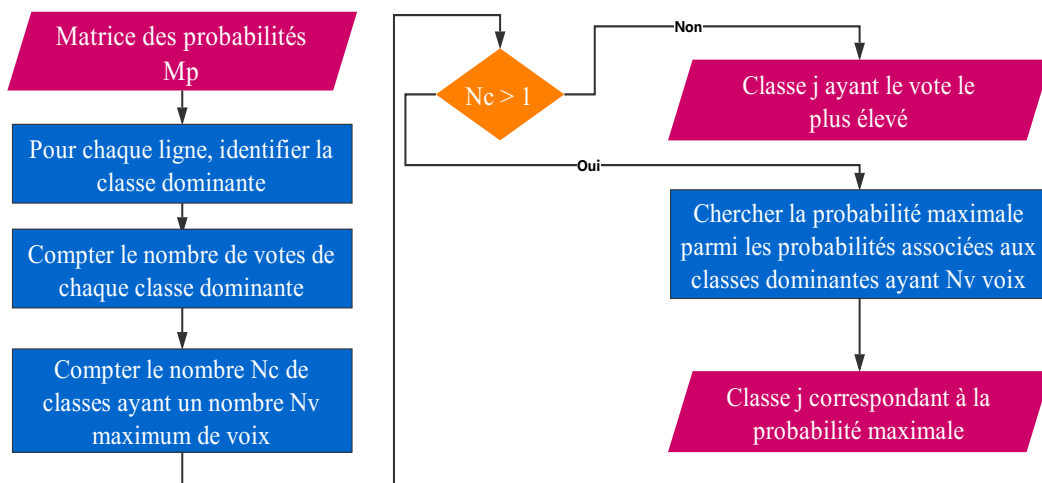 Matrice des probabilités
Mp
Pour chaque ligne, identifier la
classe dominante
Compter le nombre de votes de
chaque classe dominante
Compter le nombre Nc de
classes ayant un nombre Nv
maximum de voix
Nc > 1
Non
Classe j ayant le vote le
plus élevé
Oui
Chercher la probabilité maximale
parmi les probabilités associées aux
classes dominantes ayant Nv voix
Classe j correspondant à la
probabilité maximale